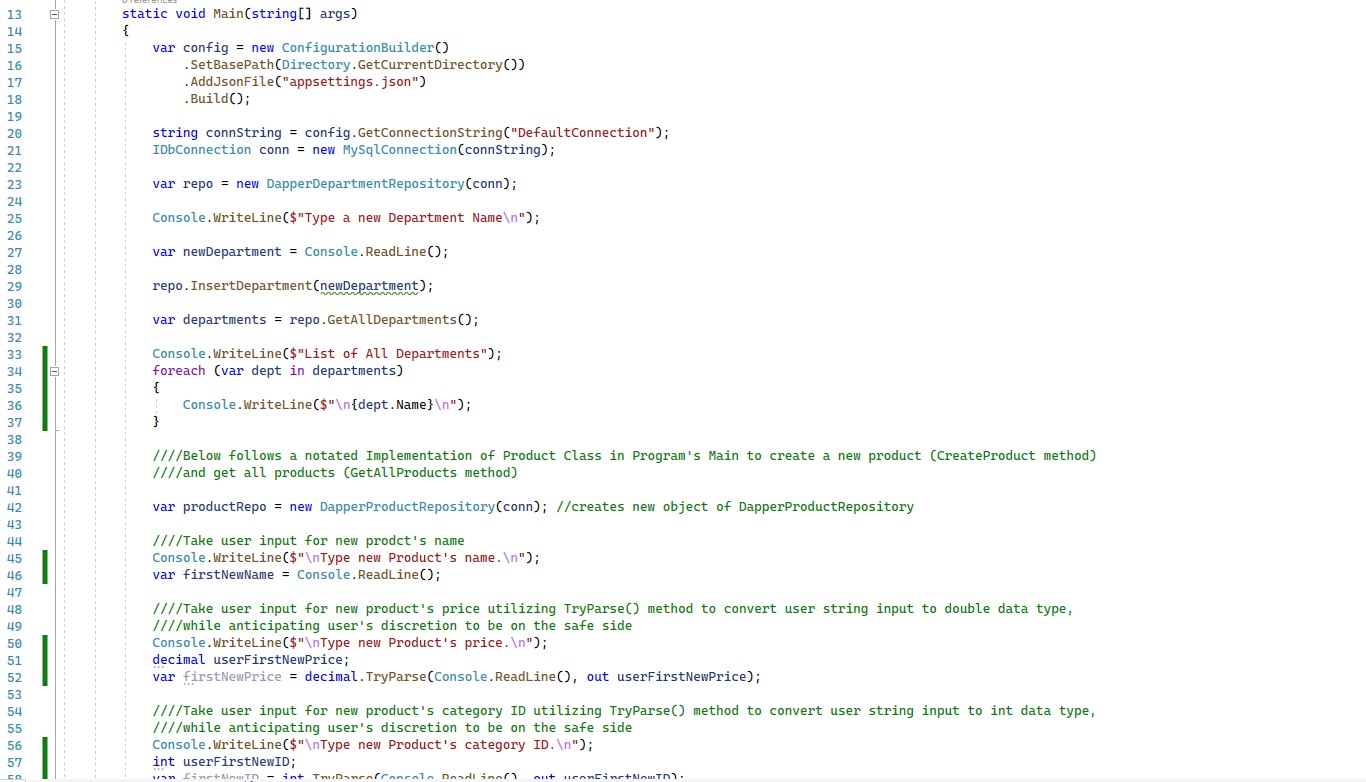 13 static void Main(string[] args)
14 {
15 var config = new ConfigurationBuilder()
16 .SetBasePath(Directory.GetCurrentDirectory())
17 .AddJsonFile("appsettings.json")
18 .Build();
19
20 string connString = config.GetConnectionString("DefaultConnection");
21 IDbConnection conn = new MySqlConnection(connString);
22
23 var repo = new DapperDepartmentRepository(conn);
24
25 Console.WriteLine($"Type a new Department Name\n");
26
27 var newDepartment = Console.ReadLine();
28
29 repo.InsertDepartment(newDepartment);
30
31 var departments = repo.GetAllDepartments();
32
33 Console.WriteLine($"List of All Departments");
34 foreach (var dept in departments)
35 {
36 Console.WriteLine($"\n{dept.Name}\n");
37 }
38
39 ////Below follows a notated Implementation of Product Class in Program's Main to create a new product (CreateProduct method)
40 ////and get all products (GetAllProducts method)
41
42 var productRepo = new DapperProductRepository(conn); //creates new object of DapperProductRepository
43
44 ////Take user input for new prodct's name
45 Console.WriteLine($"\nType new Product's name.\n");
46 var firstNewName = Console.ReadLine();
47
48 ////Take user input for new product's price utilizing TryParse() method to convert user string input to double data type,
49 ////while anticipating user's discretion to be on the safe side
50 Console.WriteLine($"\nType new Product's price.\n");
51 decimal userFirstNewPrice;
52 var firstNewPrice = decimal.TryParse(Console.ReadLine(), out userFirstNewPrice);
53
54 ////Take user input for new product's category ID utilizing TryParse() method to convert user string input to int data type,
55 ////while anticipating user's discretion to be on the safe side
56 Console.WriteLine($"\nType new Product's category ID.\n");
57 int userFirstNewID;
58 var firstNewID = int.TryParse(Console.ReadLine(), out userFirstNewID);